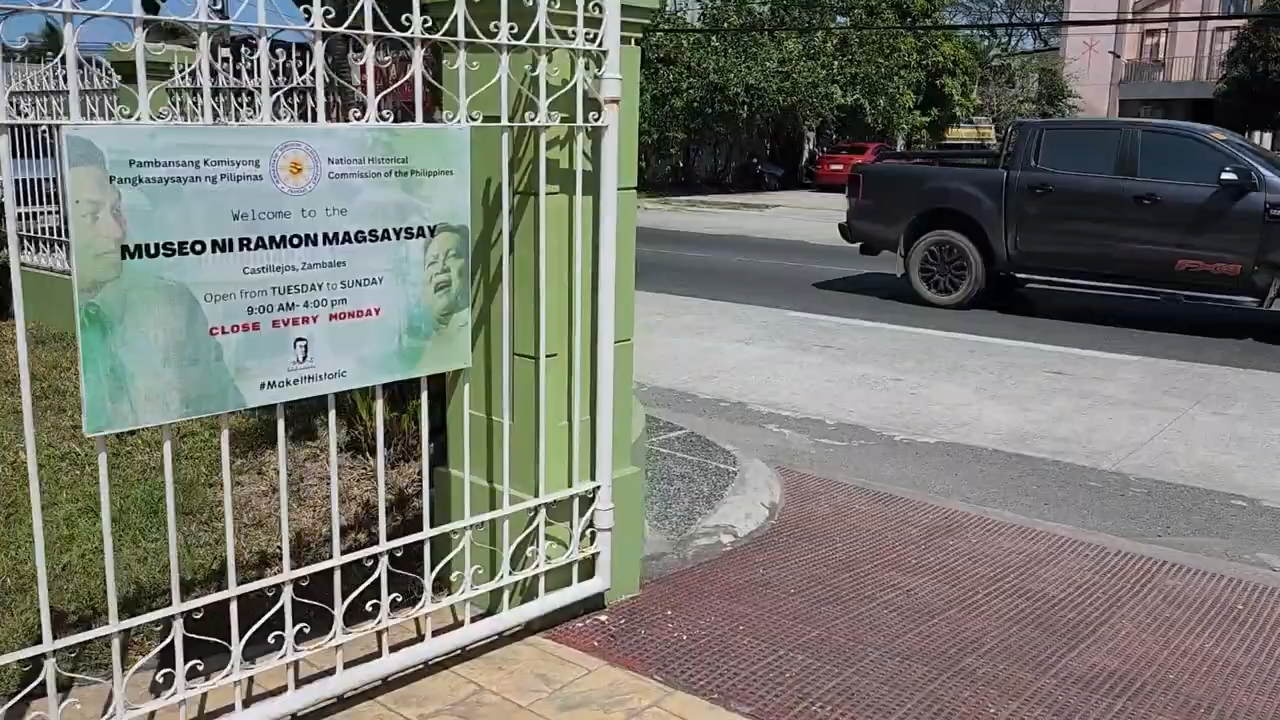 Pambansang Komisyong
Pangkasaysayan ng Pilipinas
National Historical
Commission of the Philippines
Welcome to the
MUSEO NI RAMON MAGSAYSAY
Castillejos, Zambales
Open from TUESDAY to SUNDAY
9:00 AM- 4:00 pm
CLOSE EVERY MONDAY
#MakeItHistoric
FX4